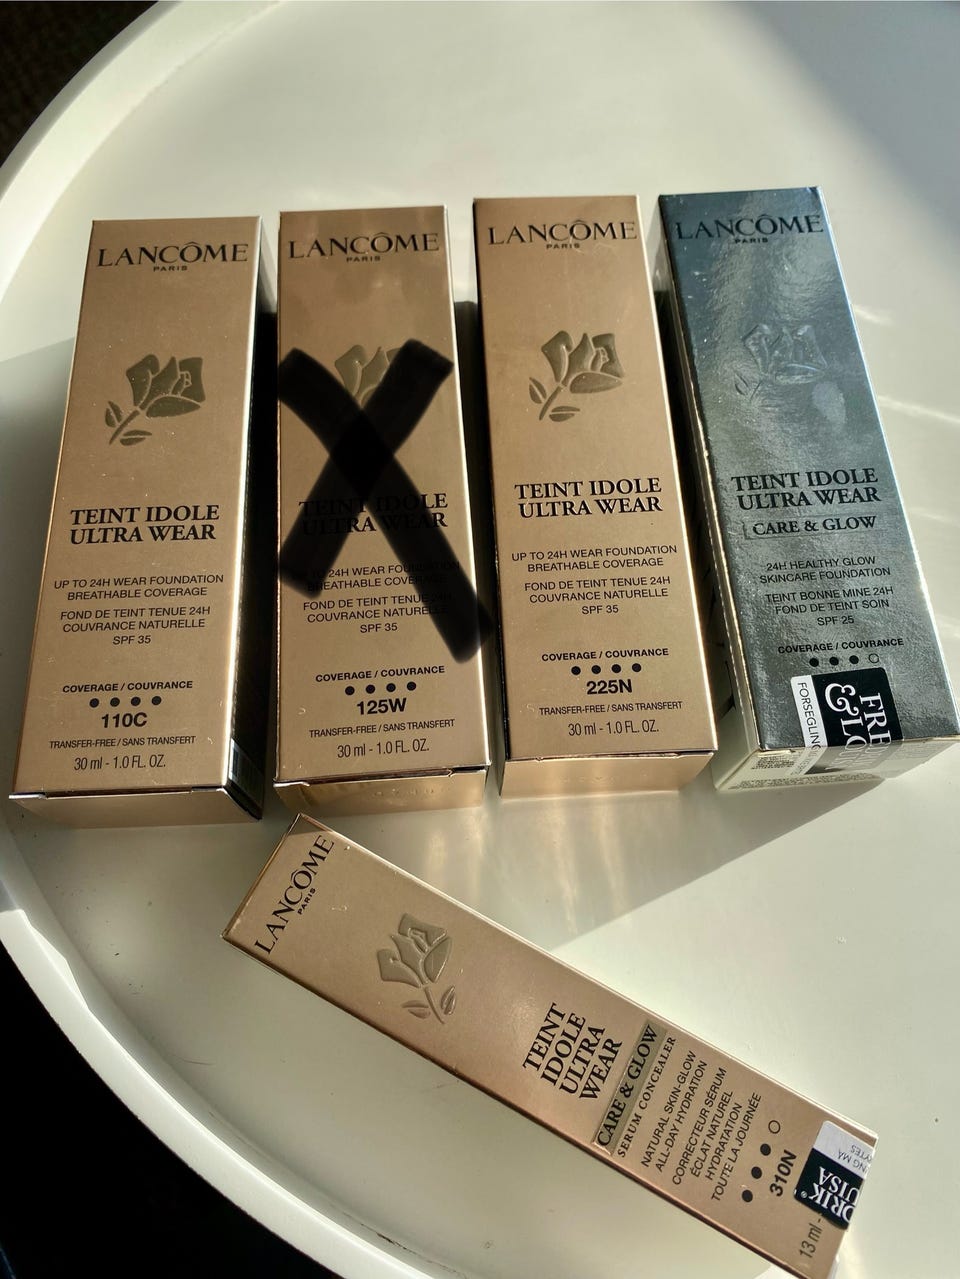 LANCÔME
PARIS
TEINT IDOLE
ULTRA WEAR
UP TO 24H WEAR FOUNDATION
BREATHABLE COVERAGE
FOND DE TEINT TENUE 24H
COUVRANCE NATURELLE
SPF 35
COVERAGE / COUVRANCE
110C
TRANSFER-FREE / SANS TRANSFERT
30 ml - 1.0 FL. OZ.
LANCÔME
PARIS
TEINT IDOLE
ULTRA WEAR
TO 24H WEAR FOUNDATION
BREATHABLE COVERAGE
FOND DE TEINT TENUE 24H
COUVRANCE NATURELLE
SPF 35
COVERAGE / COUVRANCE
125W
TRANSFER-FREE / SANS TRANSFERT
30 ml - 1.0 FL. OZ.
LANCÔME
PARIS
TEINT IDOLE
ULTRA WEAR
UP TO 24H WEAR FOUNDATION
BREATHABLE COVERAGE
FOND DE TEINT TENUE 24H
COUVRANCE NATURELLE
SPF 35
COVERAGE / COUVRANCE
225N
TRANSFER-FREE / SANS TRANSFERT
30 ml - 1.0 FL. OZ.
LANCÔME
PARIS
TEINT IDOLE
ULTRA WEAR
CARE & GLOW
24H HEALTHY GLOW
SKINCARE FOUNDATION
TEINT BONNE MINE 24H
FOND DE TEINT SOIN
SPF 25
COVERAGE / COUVRANCE
FRE
& LO
FORSEGLIN
LANCÔME
PARIS
TEINT
IDOLE
ULTRA
WEAR
CARE & GLOW
SERUM CONCEALER
NATURAL SKIN-GLOW
ALL-DAY HYDRATION
CORRECTEUR SÉRUM
ÉCLAT NATUREL
HYDRATATION
TOUTE LA JOURNÉE
310N
13 ml -
DRIK
UISA
NG MÅ
YTES